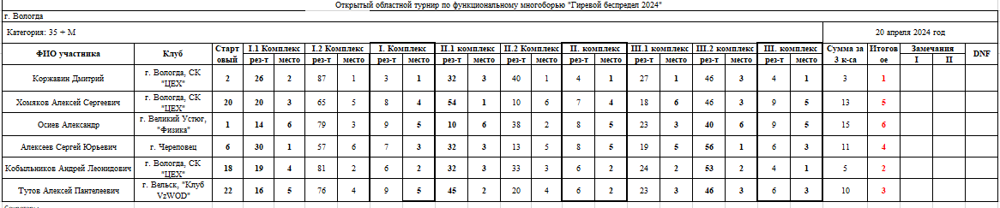 Открытый областной турнир по функциональному многоборью "Гиревой беспредел 2024"
г. Вологда
Категория: 35 + М 20 апреля 2024 год
ФИО участника Клуб Старт овый I.1 Комплекс I.2 Комплекс I. Комплекс II.1 комплекс II.2 Комплекс II. комплекс III.1 комплекс III.2 комплекс III. комплекс Сумма за 3 к-са Итогов ое Замечания DNF
рез-т место рез-т место рез-т место рез-т место рез-т место рез-т место рез-т место рез-т место рез-т место I II
Коржавин Дмитрий г. Вологда, СК "ЦЕХ" 2 26 2 87 1 3 1 32 3 40 1 4 1 27 1 46 3 4 1 3 1
Хомяков Алексей Сергеевич г. Вологда, СК "ЦЕХ" 20 20 3 65 5 8 4 54 1 10 6 7 4 18 6 46 3 9 5 13 5
Осиев Александр г. Великий Устюг, "Физика" 1 14 6 79 3 9 5 10 6 38 2 8 5 23 3 40 6 9 5 15 6
Алексеев Сергей Юрьевич г. Череповец 6 30 1 57 6 7 3 32 3 13 5 8 5 19 5 56 1 6 3 11 4
Кобыльников Андрей Леонидович г. Вологда, СК "ЦЕХ" 18 19 4 81 2 6 2 32 3 33 3 6 2 24 2 53 2 4 1 5 2
Тутов Алексей Пантелеевич г. Вельск, "Клуб VzWOD" 22 16 5 76 4 9 5 45 2 20 4 6 2 23 3 46 3 6 3 10 3